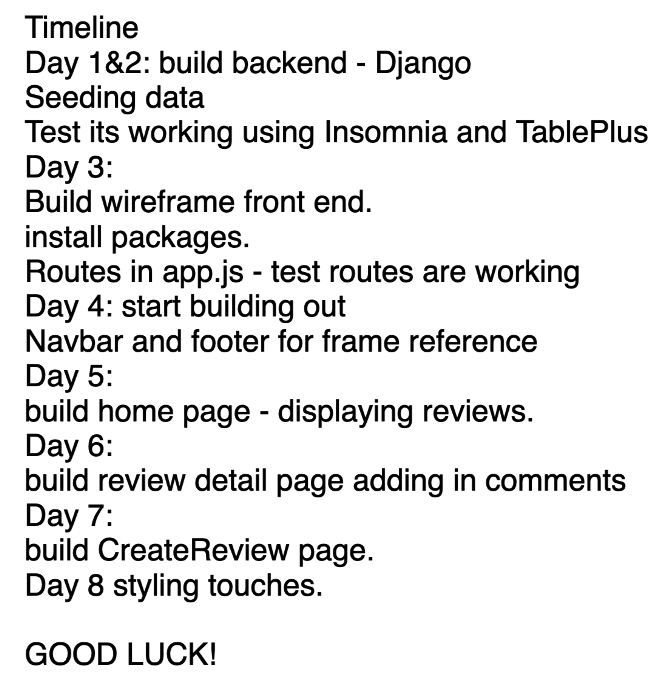 Timeline
Day 1&2: build backend - Django
Seeding data
Test its working using Insomnia and TablePlus
Day 3:
Build wireframe front end.
install packages.
Routes in app.js - test routes are working
Day 4: start building out
Navbar and footer for frame reference
Day 5:
build home page - displaying reviews.
Day 6:
build review detail page adding in comments
Day 7:
build CreateReview page.
Day 8 styling touches.
GOOD LUCK!